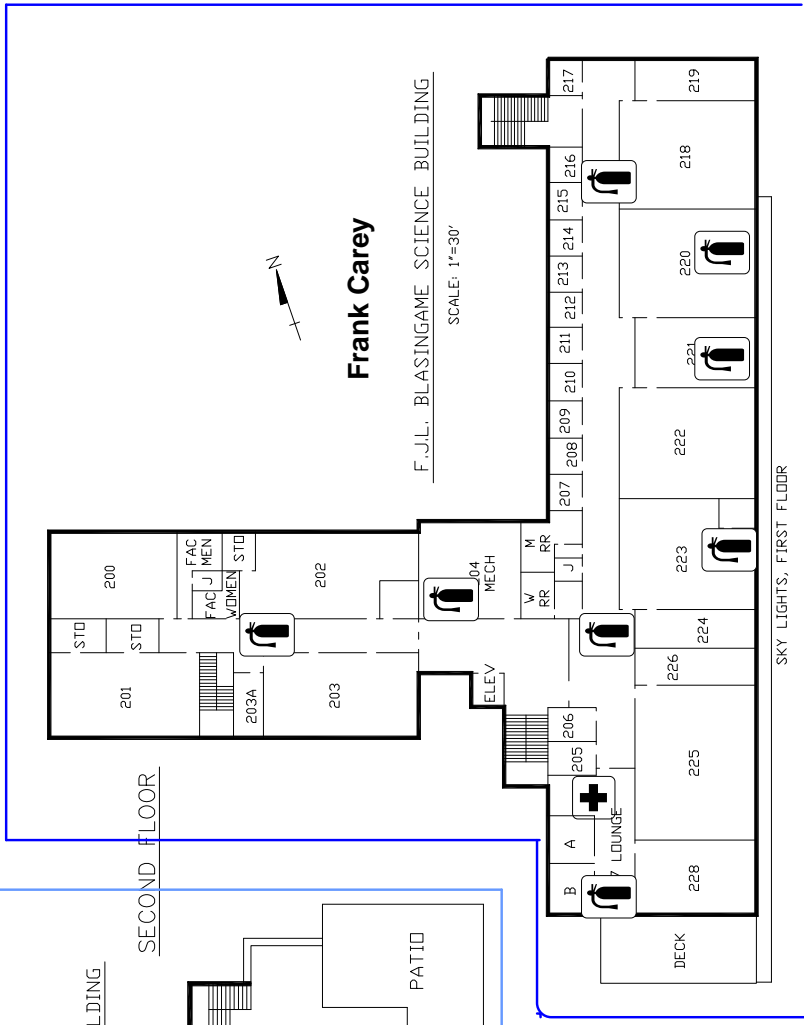 F.J.L. BLASINGAME SCIENCE BUILDING
SCALE: 1"=30'
Frank Carey
N
217
219
216
218
215
214
220
213
212
211
221
210
209
222
208
207
M
RR
J
W
RR
223
224
226
MECH
200
FAC
MEN
STO
J
FAC
WOMEN
202
STO
STO
201
203A
203
ELEV
206
205
225
A
LOUNGE
B
228
DECK
SKY LIGHTS, FIRST FLOOR
SECOND FLOOR
PATIO
LDING